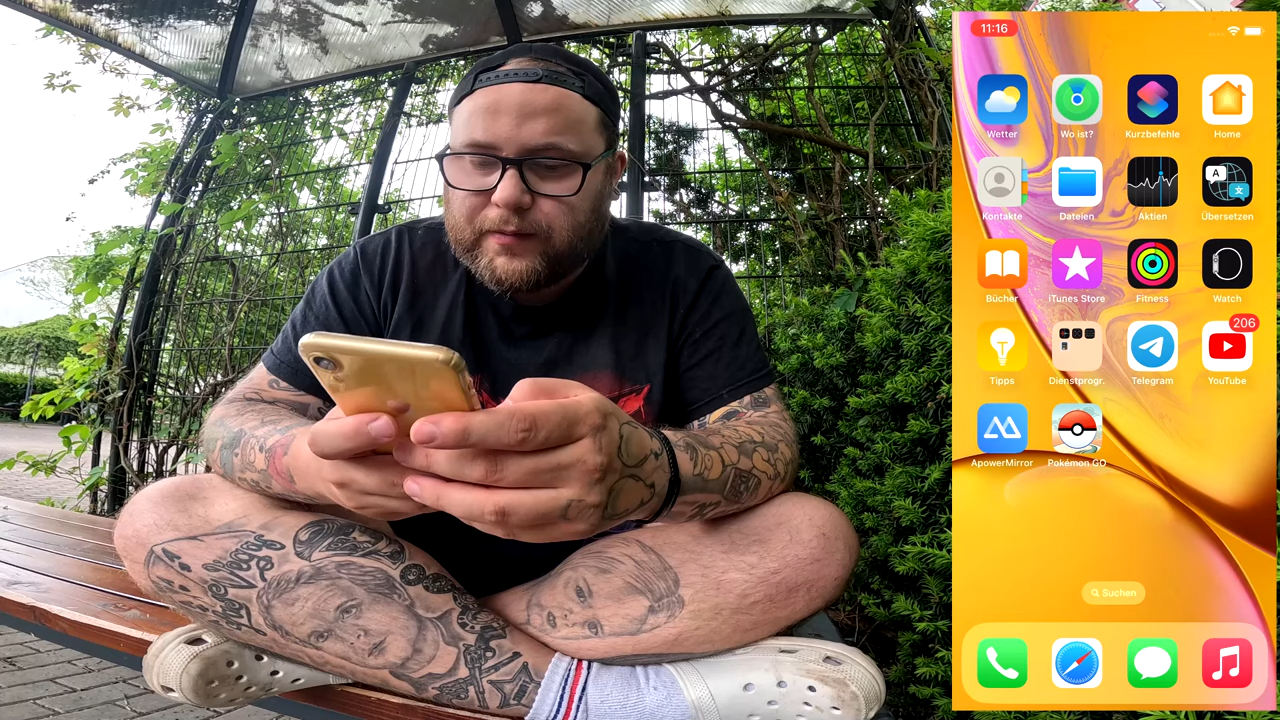 11:16
Wetter
Wo ist?
Kurzbefehle
Home
Kontakte
Dateien
Aktien
Übersetzen
Bücher
iTunes Store
Fitness
Watch
Tipps
Dienstprogr.
Telegram
206
YouTube
ApowerMirror
Pokémon GO
Suchen